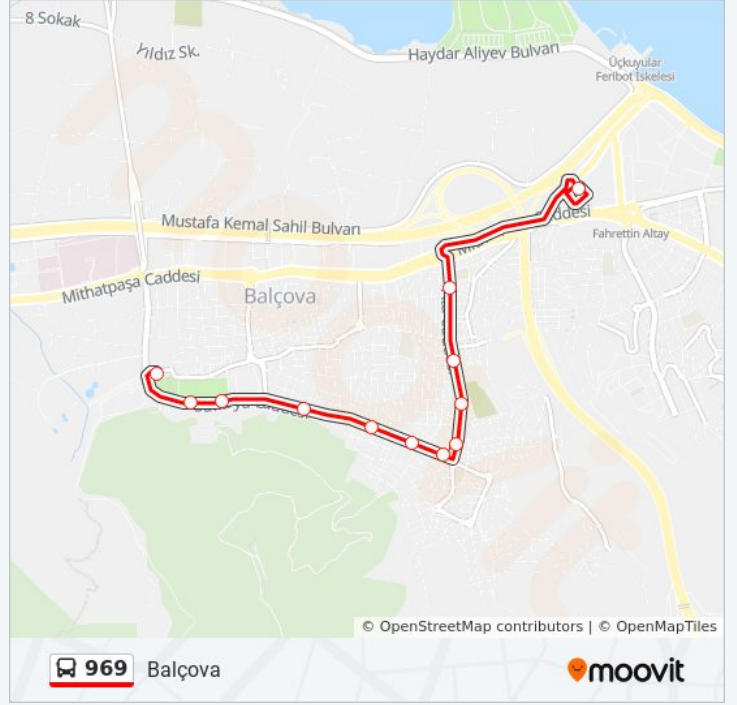 8 Sokak
Yıldız Sk.
Haydar Aliyev Bulvarı
Üçkuyular
Feribot İskelesi
Mustafa Kemal Sahil Bulvarı
Fahrettin Altay
Mithatpaşa Caddesi
Balçova
© OpenStreetMap contributors | © OpenMapTiles
969 Balçova
moovit